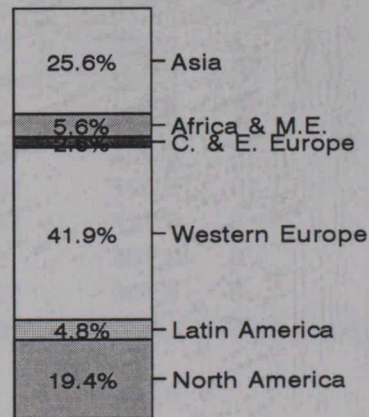 25.6% Asia
5.6% Africa & M.E.
C. & E. Europe
41.9% Western Europe
4.8% Latin America
19.4% North America